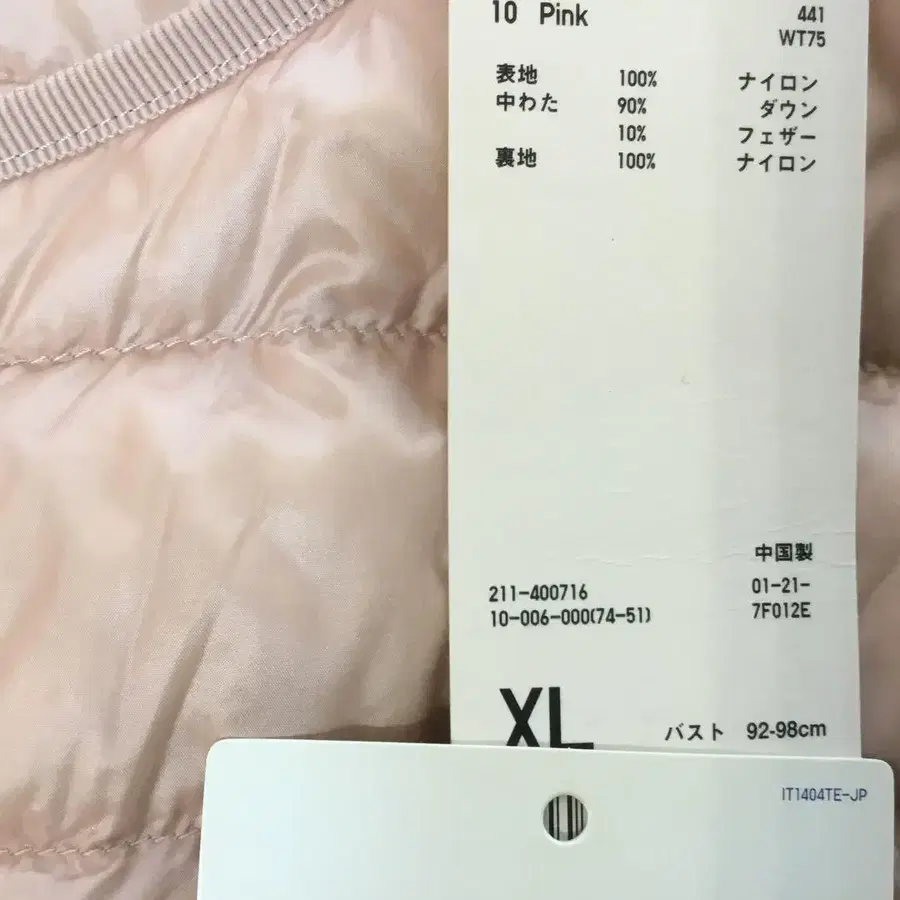 10 Pink 441
WT75
表地 100% ナイロン
中わた 90% ダウン
10% フェザー
裏地 100% ナイロン
中国製
211-400716 01-21-
10-006-000(74-51) 7F012E
XL バスト 92-98cm
IT1404TE-JP